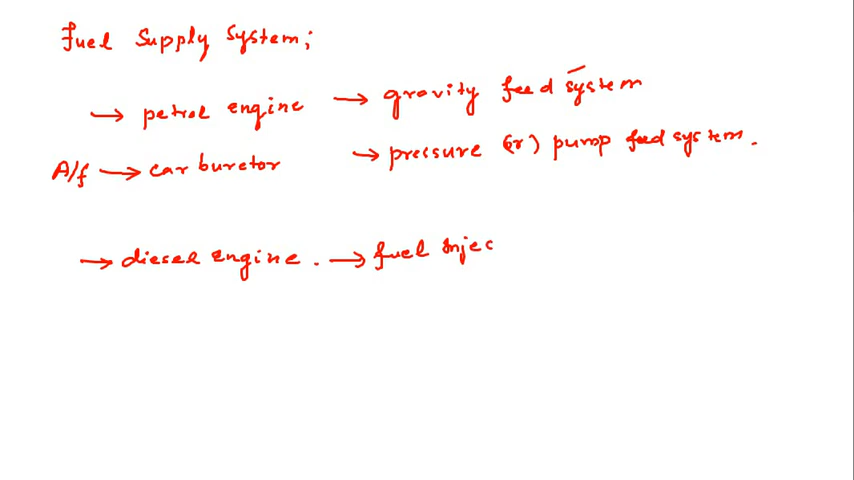 Fuel Supply System;
→ petrol engine → gravity feed system
A/f → carburetor → pressure (or) pump feed system.
→ diesel engine. → fuel Injec